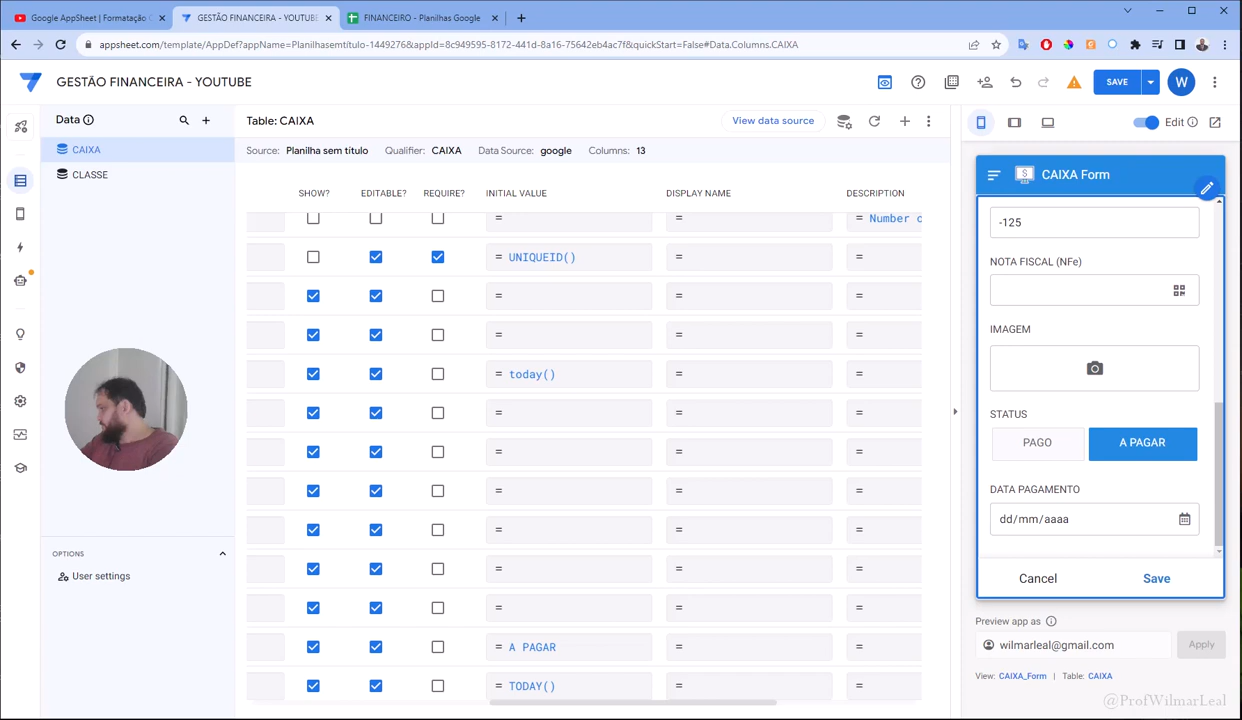 Google AppSheet | Formatação C
GESTÃO FINANCEIRA - YOUTUBE
FINANCEIRO - Planilhas Google
appsheet.com/template/AppDef?appName=Planilhasemtítulo-1449276&appId=8c949595-8172-441d-8a16-75642eb4ac7f&quickStart=False#Data.Columns.CAIXA
GESTÃO FINANCEIRA - YOUTUBE
SAVE
W
Data
CAIXA
CLASSE
OPTIONS
User settings
Table: CAIXA
View data source
Source: Planilha sem título Qualifier: CAIXA Data Source: google Columns: 13
SHOW? EDITABLE? REQUIRE? INITIAL VALUE DISPLAY NAME DESCRIPTION
= = = Number c
= UNIQUEID() = =
= = =
= = =
= today() = =
= = =
= = =
= = =
= = =
= = =
= = =
= A PAGAR = =
= TODAY() = =
Edit
CAIXA Form
-125
NOTA FISCAL (NFe)
IMAGEM
STATUS
PAGO A PAGAR
DATA PAGAMENTO
dd/mm/aaaa
Cancel Save
Preview app as
wilmarleal@gmail.com Apply
View: CAIXA_Form | Table: CAIXA
@ProfWilmarLeal